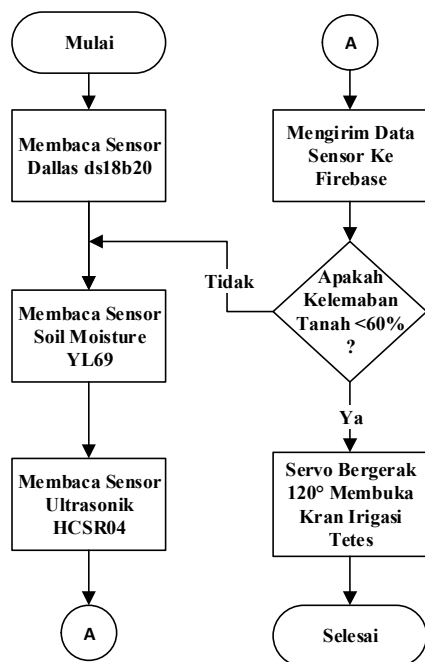 Mulai
Membaca Sensor
Dallas ds18b20
Membaca Sensor
Soil Moisture
YL69
Membaca Sensor
Ultrasonik
HCSR04
A
A
Mengirim Data
Sensor Ke
Firebase
Apakah
Kelemaban
Tanah <60%
?
Tidak
Ya
Servo Bergerak
120° Membuka
Kran Irigasi
Tetes
Selesai